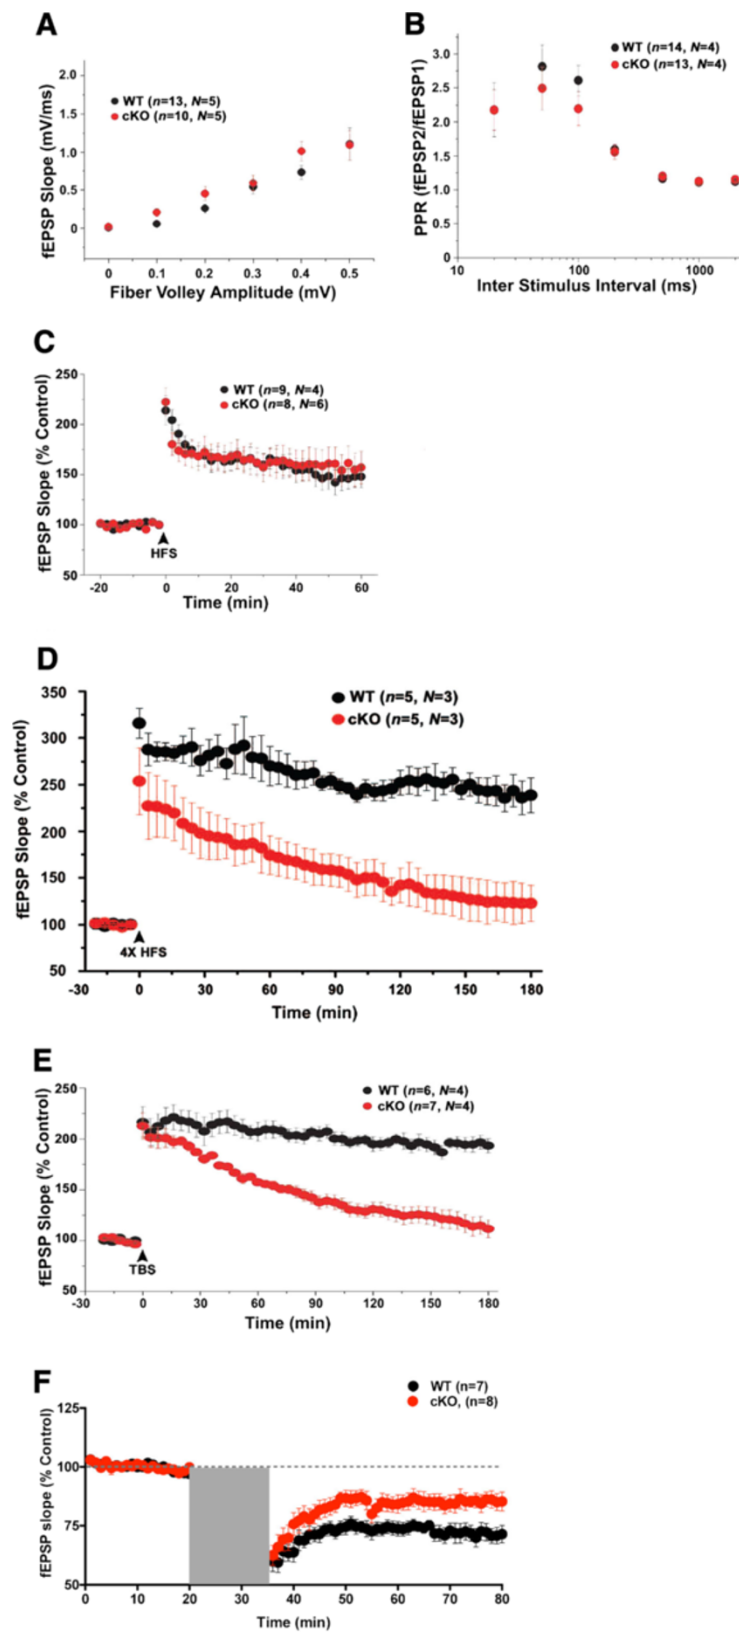 A
fEPSP Slope (mV/ms)
2.0
1.5
1.0
0.5
0
WT (n=13, N=5)
cKO (n=10, N=5)
0 0.1 0.2 0.3 0.4 0.5
Fiber Volley Amplitude (mV)
B
PPR (fEPSP2/fEPSP1)
3.0
2.5
2.0
1.5
1.0
0.5
0
WT (n=14, N=4)
cKO (n=13, N=4)
10 100 1000
Inter Stimulus Interval (ms)
C
fEPSP Slope (% Control)
250
200
150
100
50
WT (n=9, N=4)
cKO (n=8, N=6)
HFS
-20 0 20 40 60
Time (min)
D
fEPSP Slope (% Control)
350
300
250
200
150
100
50
WT (n=5, N=3)
cKO (n=5, N=3)
4X HFS
-30 0 30 60 90 120 150 180
Time (min)
E
fEPSP Slope (% Control)
250
200
150
100
50
WT (n=6, N=4)
cKO (n=7, N=4)
TBS
-30 0 30 60 90 120 150 180
Time (min)
F
fEPSP slope (% Control)
125
100
75
50
WT (n=7)
cKO, (n=8)
0 10 20 30 40 50 60 70 80
Time (min)